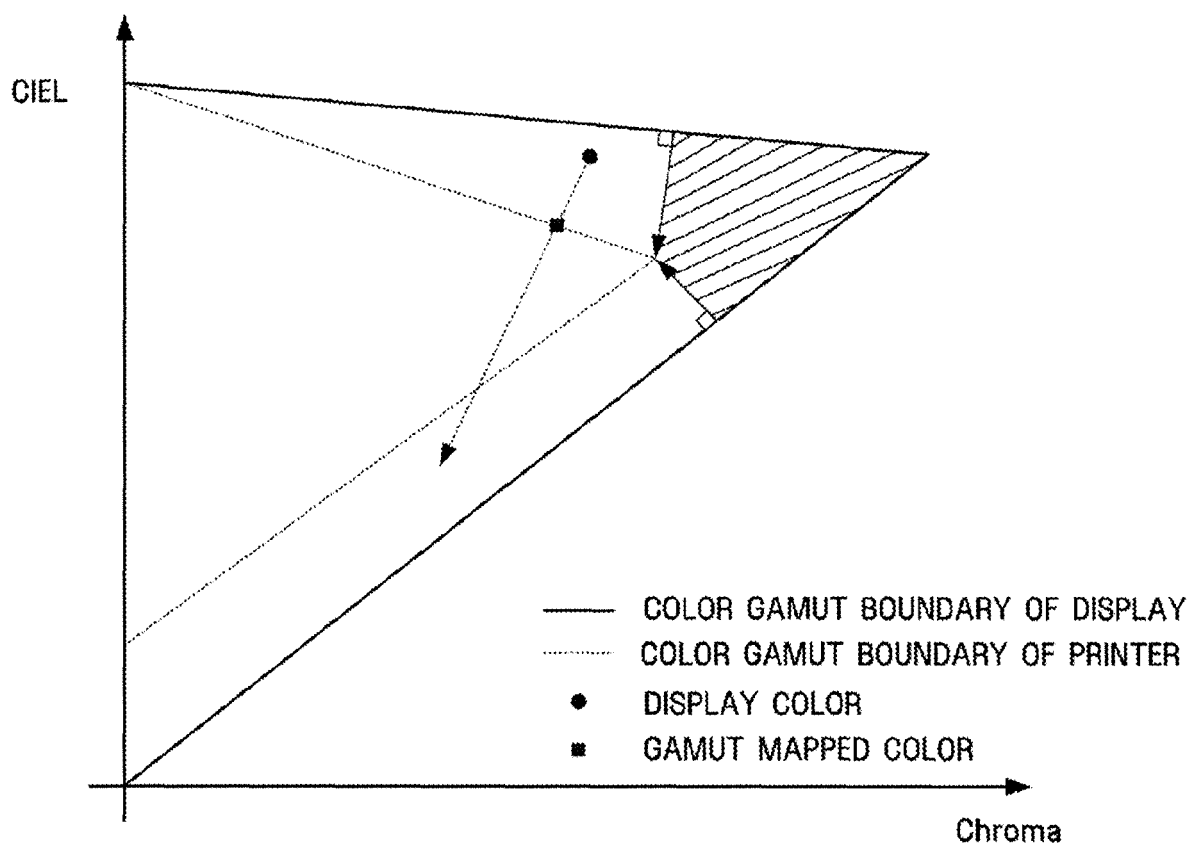 CIEL
COLOR GAMUT BOUNDARY OF DISPLAY
COLOR GAMUT BOUNDARY OF PRINTER
DISPLAY COLOR
GAMUT MAPPED COLOR
Chroma